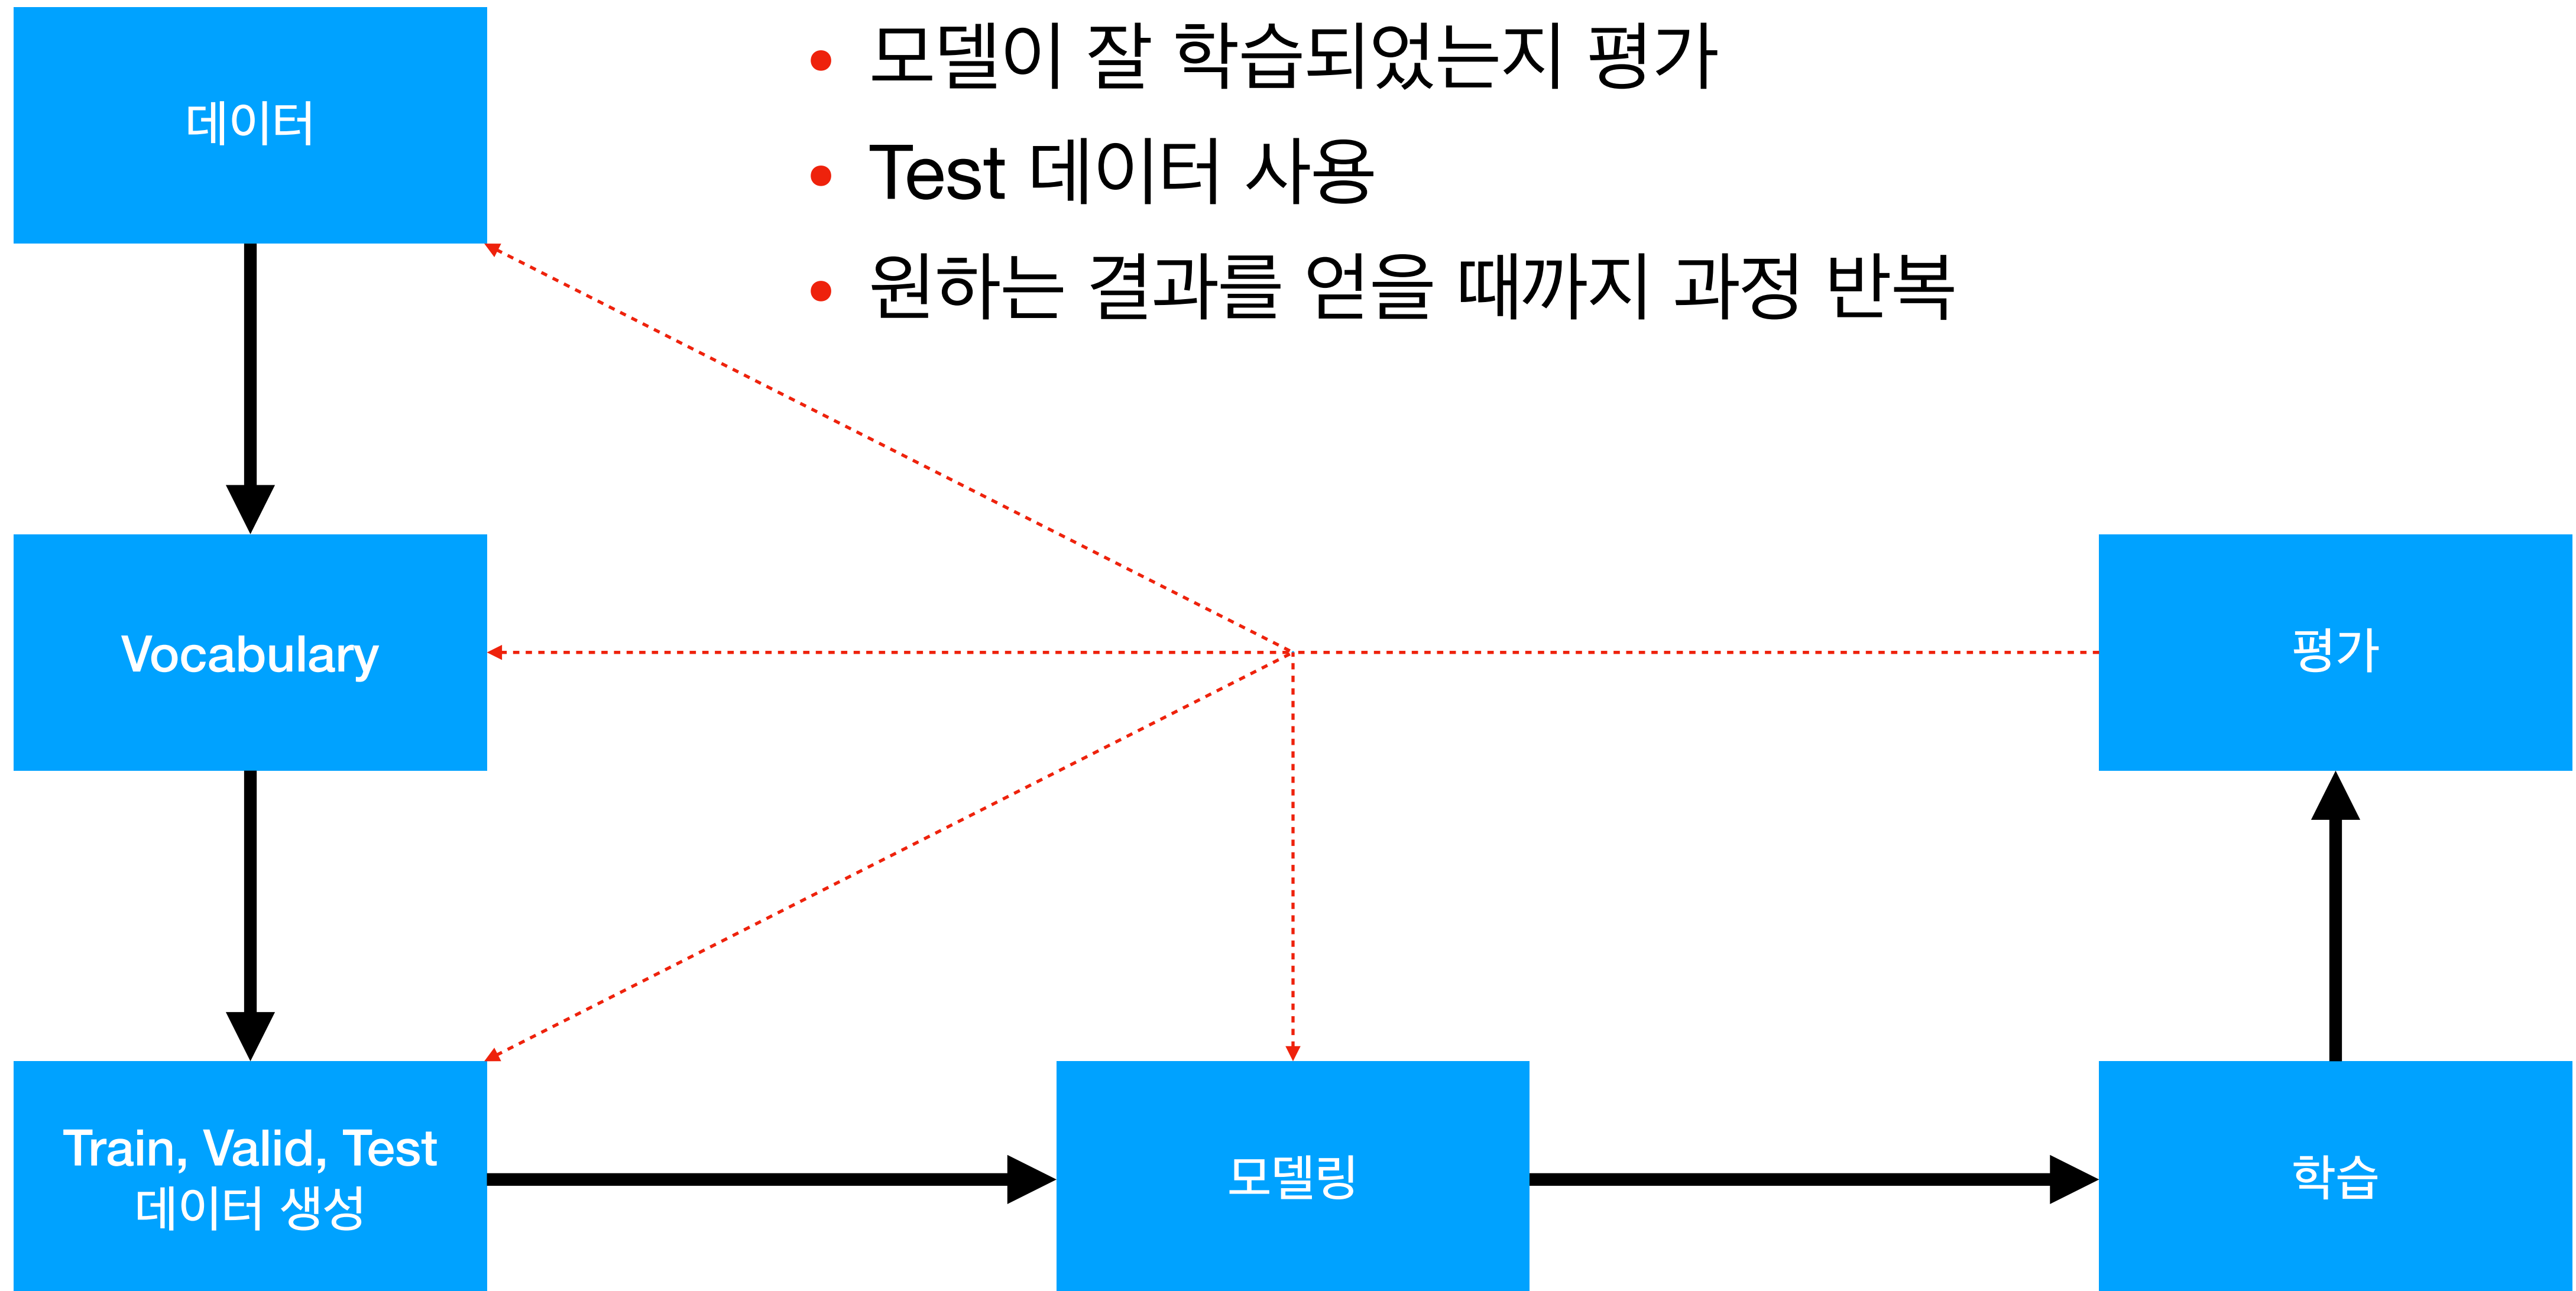 데이터
• 모델이 잘 학습되었는지 평가
• Test 데이터 사용
• 원하는 결과를 얻을 때까지 과정 반복
Vocabulary
평가
Train, Valid, Test
데이터 생성
모델링
학습